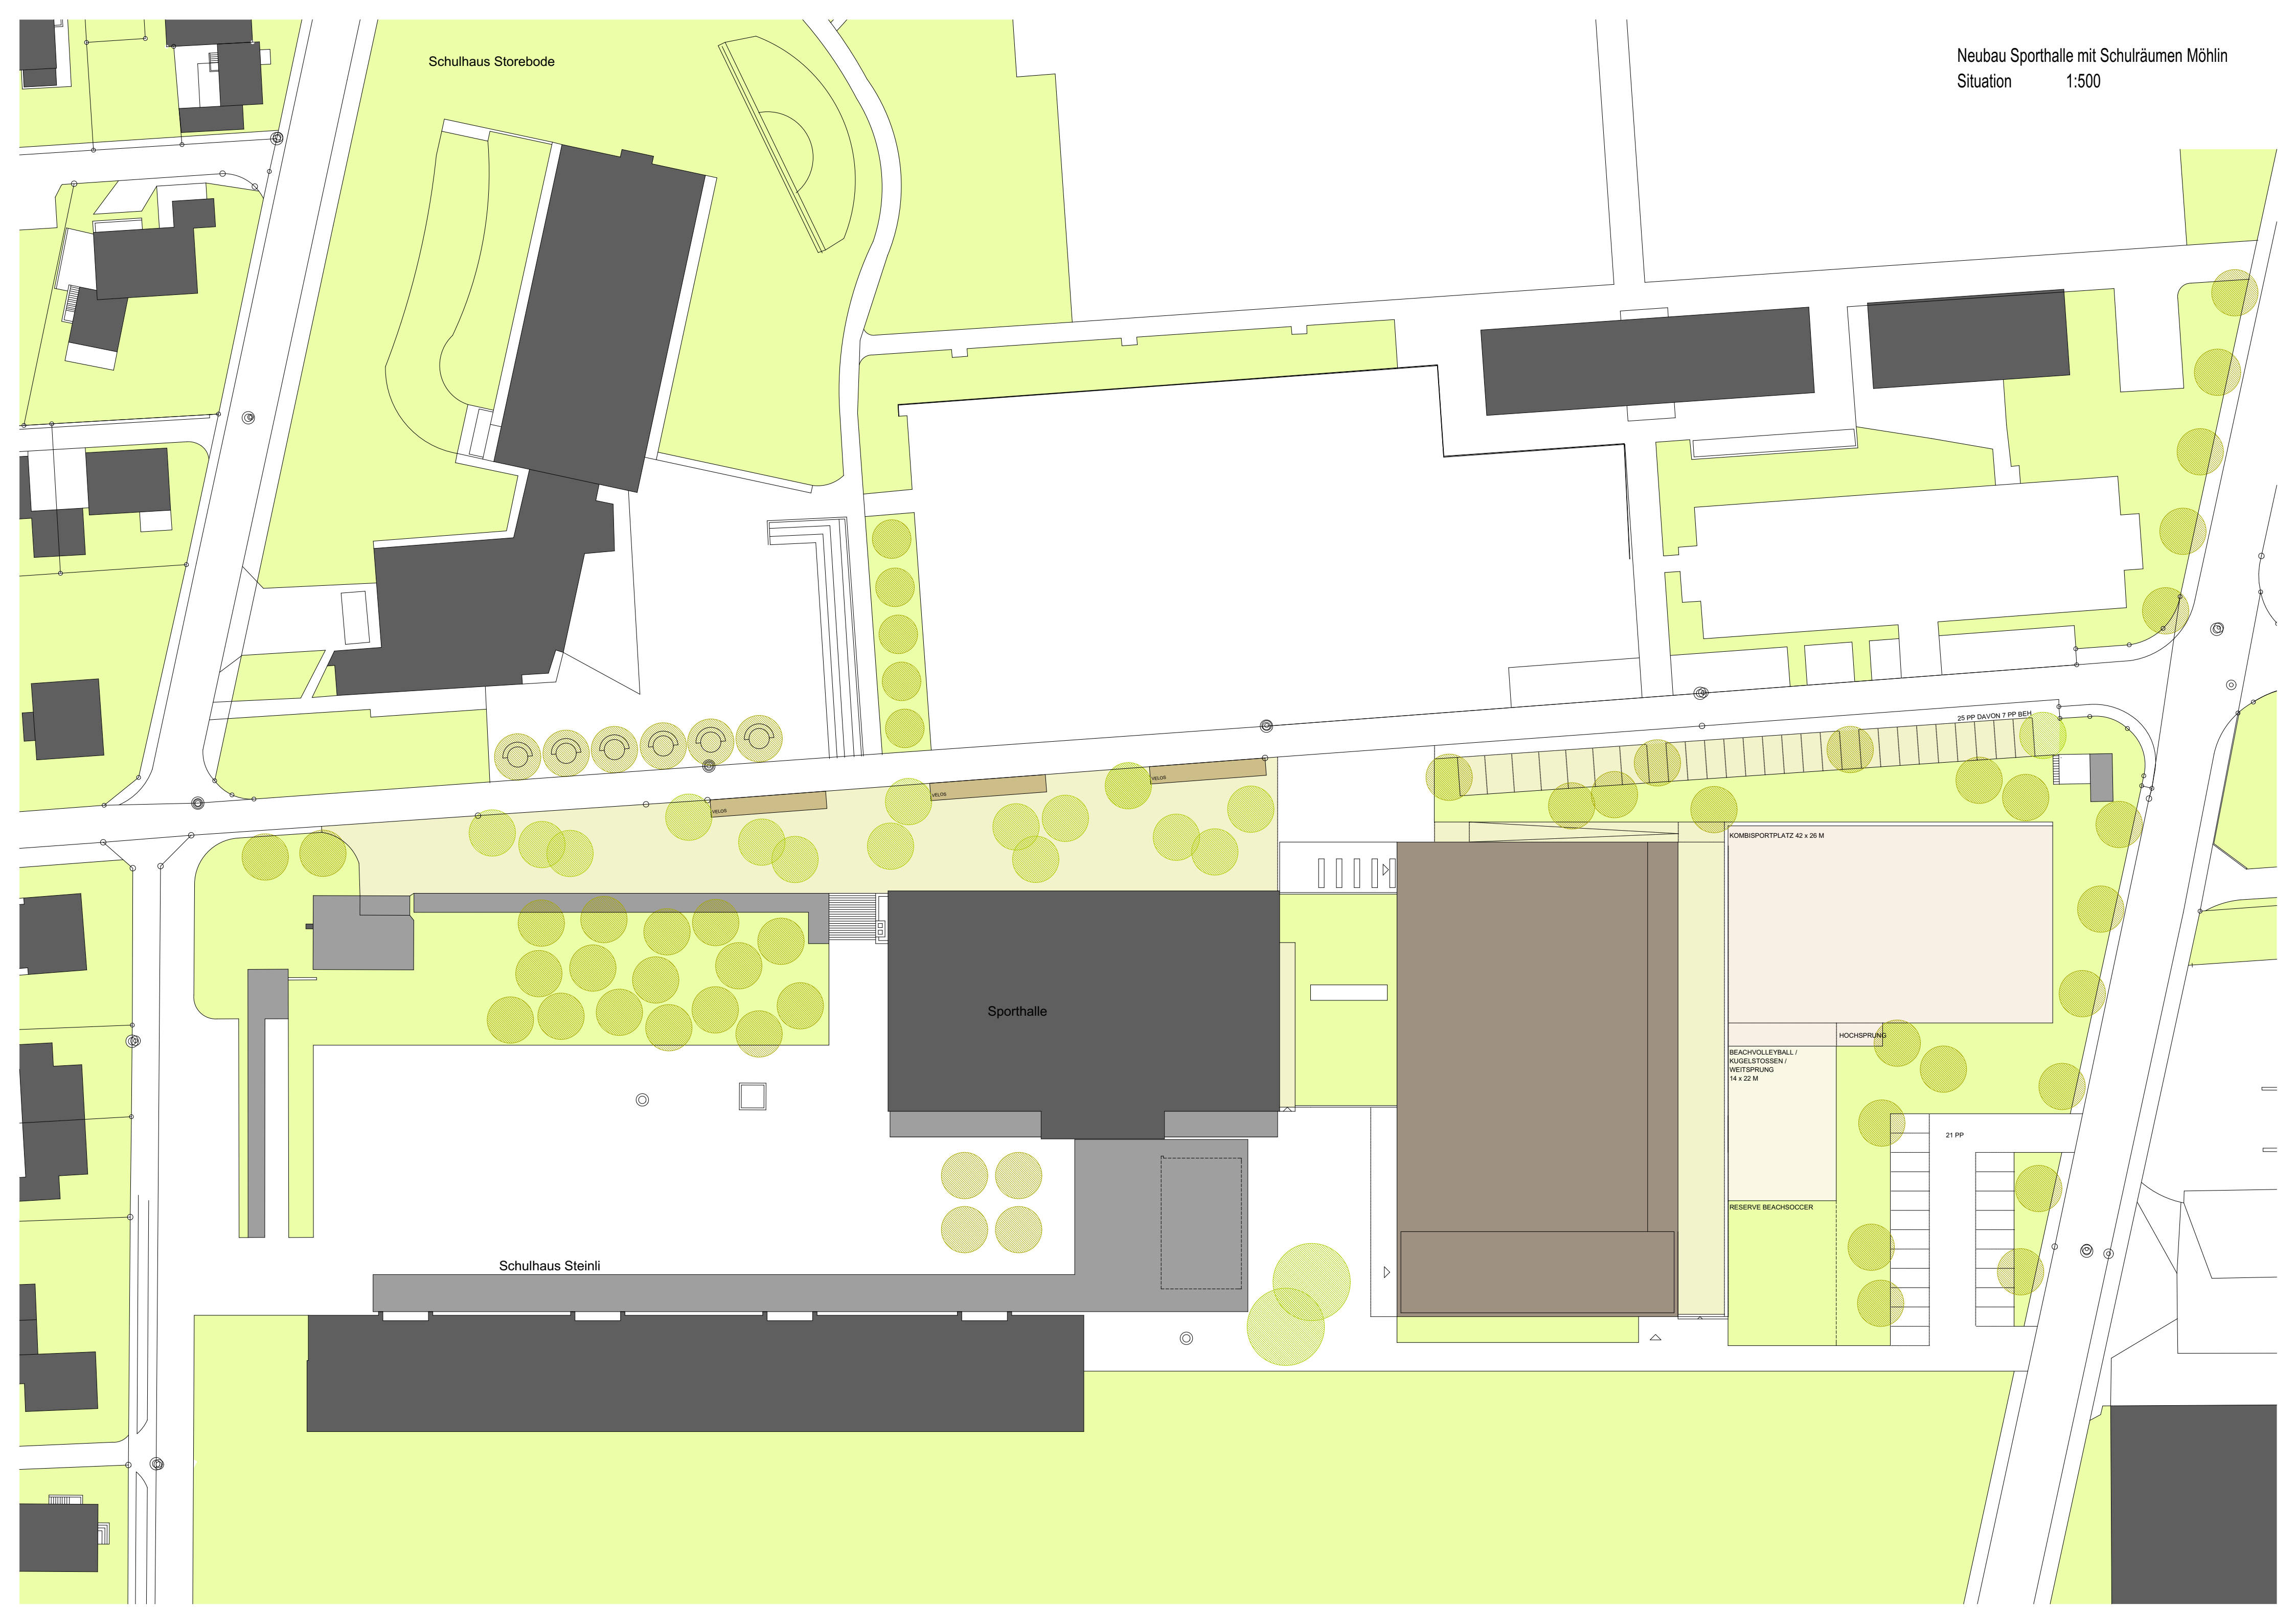 Schulhaus Storebode
Neubau Sporthalle mit Schulräumen Möhlin
Situation 1:500
25 PP DAVON 7 PP BEH.
VELOS
VELOS
VELOS
KOMBISPORTPLATZ 42 x 26 M
Sporthalle
HOCHSPRUNG
BEACHVOLLEYBALL /
KUGELSTOSSEN /
WEITSPRUNG
14 x 22 M
21 PP
RESERVE BEACHSOCCER
Schulhaus Steinli